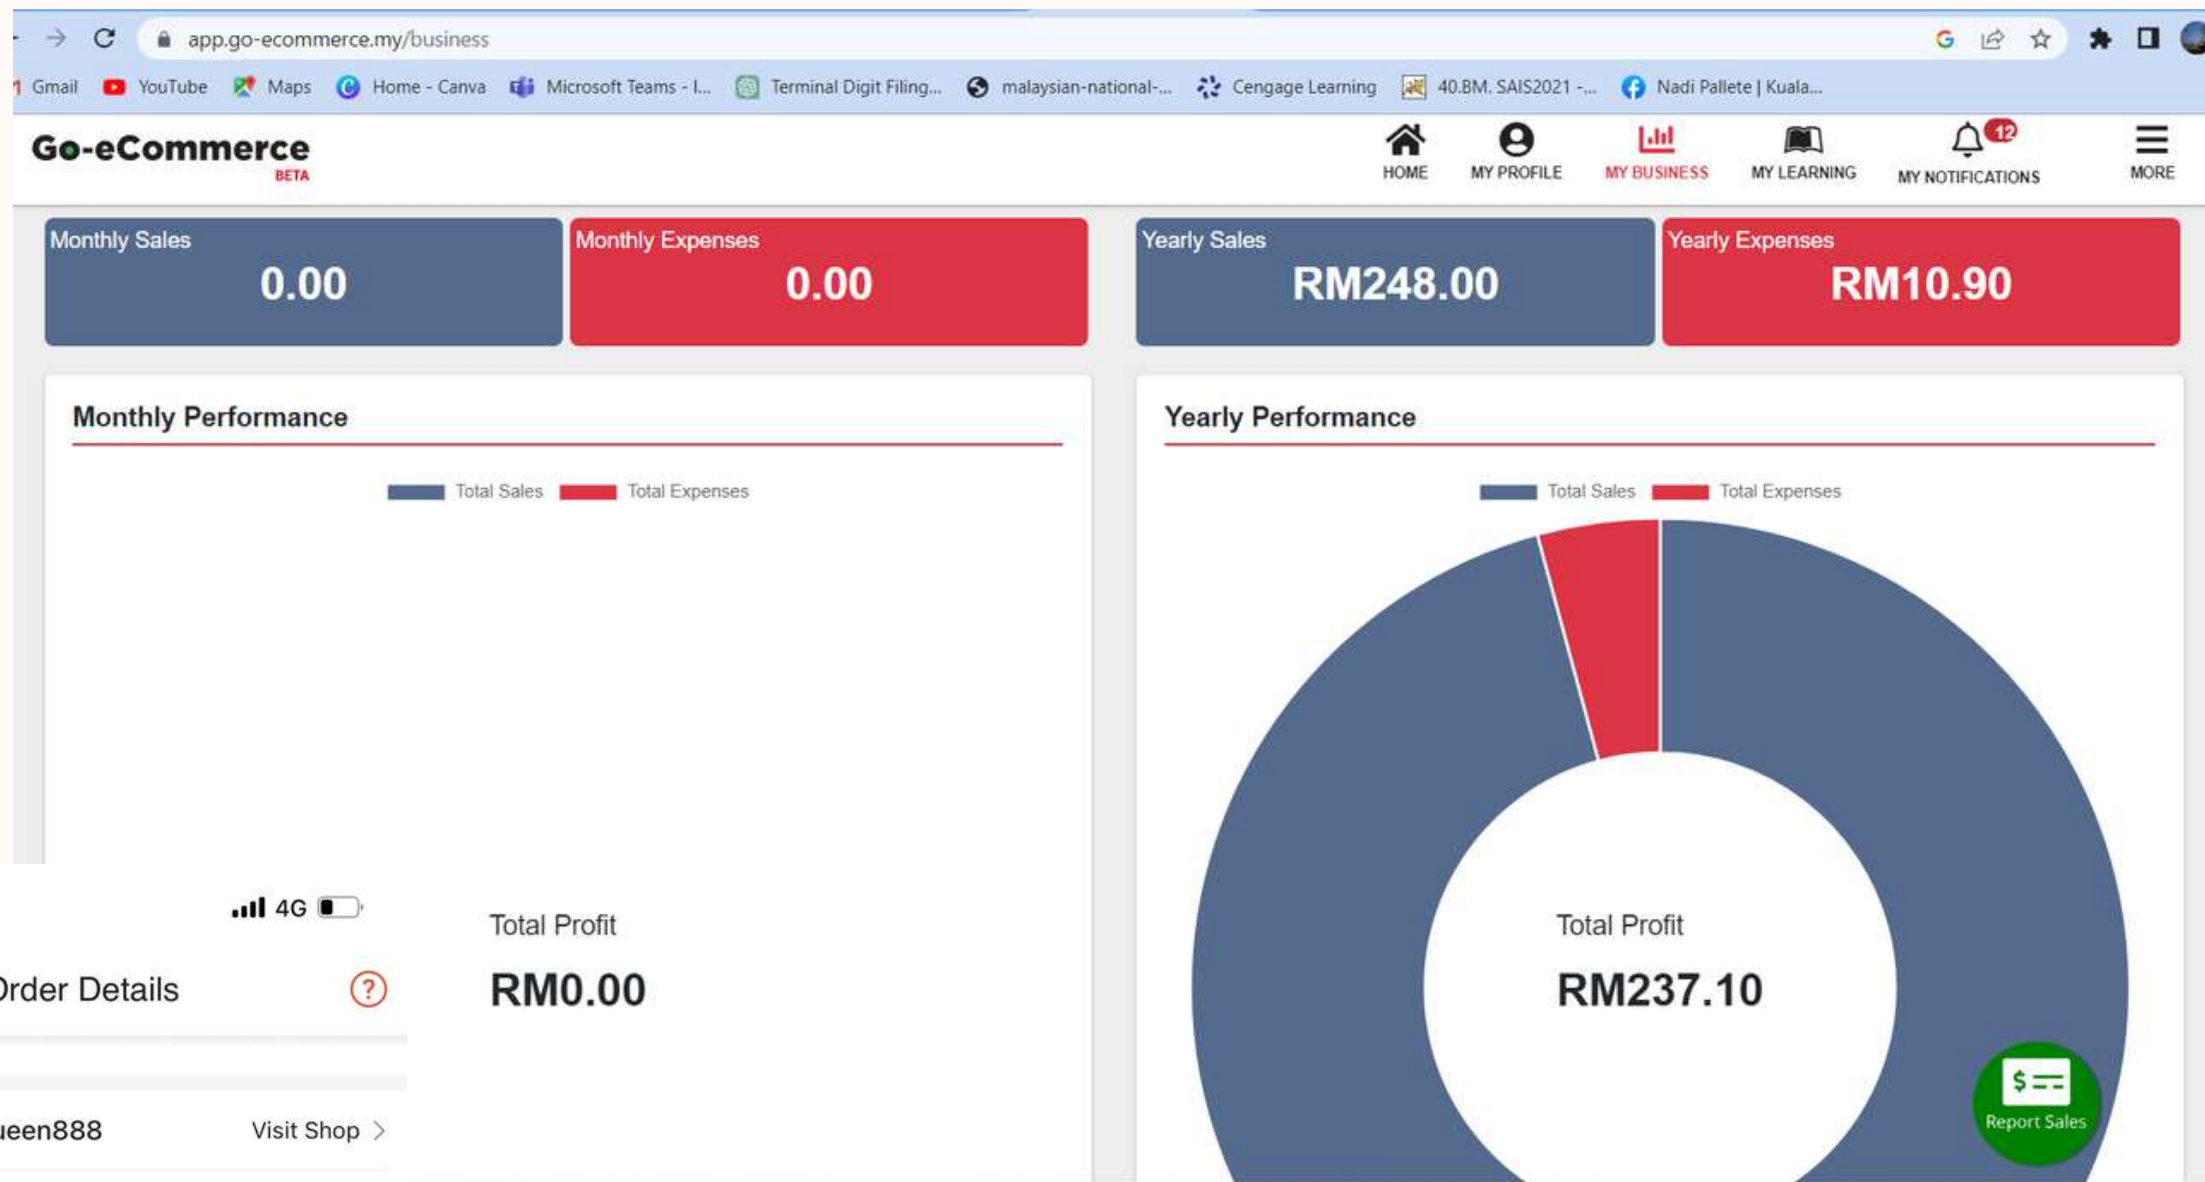 app.go-ecommerce.my/business
Gmail YouTube Maps Home - Canva Microsoft Teams - I... Terminal Digit Filing... malaysian-national-... Cengage Learning 40.BM. SAIS2021 -... Nadi Pallete | Kuala...
Go-eCommerce
BETA
HOME MY PROFILE MY BUSINESS MY LEARNING MY NOTIFICATIONS 12 MORE
Monthly Sales
0.00
Monthly Expenses
0.00
Yearly Sales
RM248.00
Yearly Expenses
RM10.90
Monthly Performance
Total Sales Total Expenses
Total Profit
RM0.00
Yearly Performance
Total Sales Total Expenses
Total Profit
RM237.10
$
Report Sales
4G
Order Details ?
ueen888 Visit Shop >